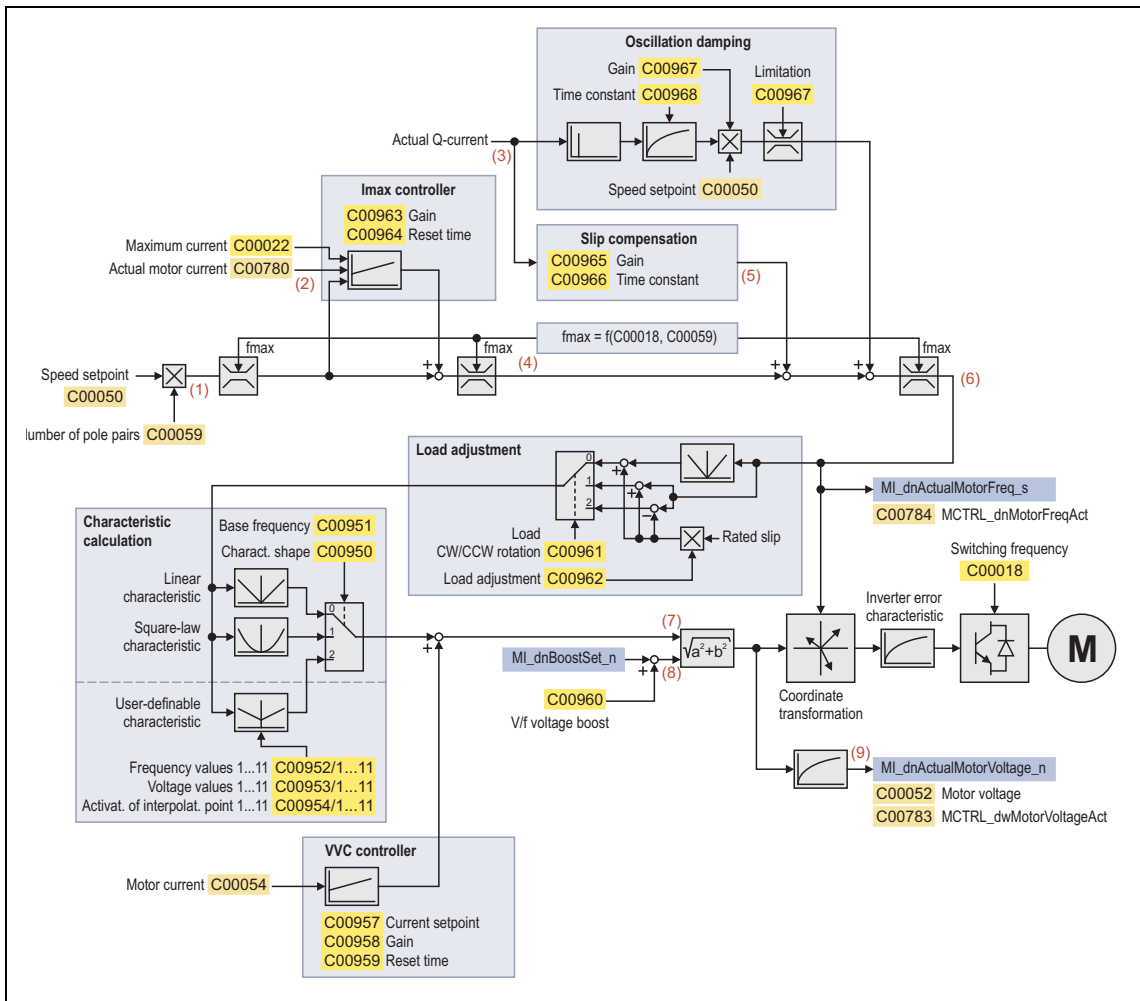 Oscillation damping
Gain C00967
Limitation
Time constant C00968
C00967
Actual Q-current
(3)
Speed setpoint C00050
Imax controller
C00963 Gain
C00964 Reset time
Maximum current C00022
Actual motor current C00780
(2)
Slip compensation
C00965 Gain
C00966 Time constant
(5)
fmax = f(C00018, C00059)
fmax
fmax
fmax
(4)
+
+
+
Speed setpoint
C00050
(1)
(6)
umber of pole pairs C00059
Load adjustment
0
1
2
+
+
–
Load
CW/CCW rotation C00961
Rated slip
Load adjustment C00962
MI_dnActualMotorFreq_s
C00784 MCTRL_dnMotorFreqAct
Switching frequency
C00018
Characteristic
calculation
Base frequency C00951
Charact. shape C00950
Linear
characteristic
Square-law
characteristic
0
1
2
User-definable
characteristic
Frequency values 1...11 C00952/1...11
Voltage values 1...11 C00953/1...11
Activat. of interpolat. point 1...11 C00954/1...11
+
(7)
MI_dnBoostSet_n
+
(8)
√a²+b²
C00960
V/f voltage boost
Inverter error
characteristic
M
Coordinate
transformation
(9)
MI_dnActualMotorVoltage_n
C00052 Motor voltage
C00783 MCTRL_dwMotorVoltageAct
VVC controller
Motor current C00054
C00957 Current setpoint
C00958 Gain
C00959 Reset time